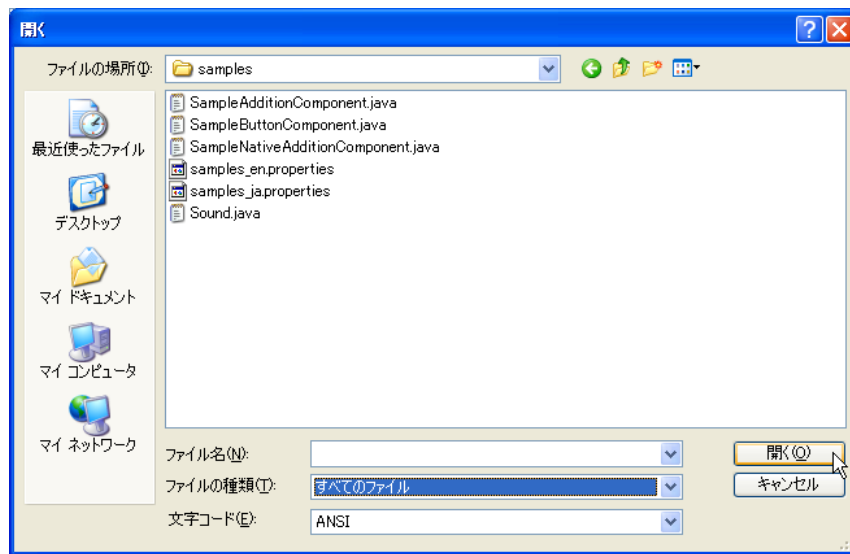 開く
ファイルの場所(I):
samples
最近使ったファイル
デスクトップ
マイ ドキュメント
マイ コンピュータ
マイ ネットワーク
SampleAdditionComponent.java
SampleButtonComponent.java
SampleNativeAdditionComponent.java
samples_en.properties
samples_ja.properties
Sound.java
ファイル名(N):
開く(O)
ファイルの種類(T):
すべてのファイル
キャンセル
文字コード(E):
ANSI